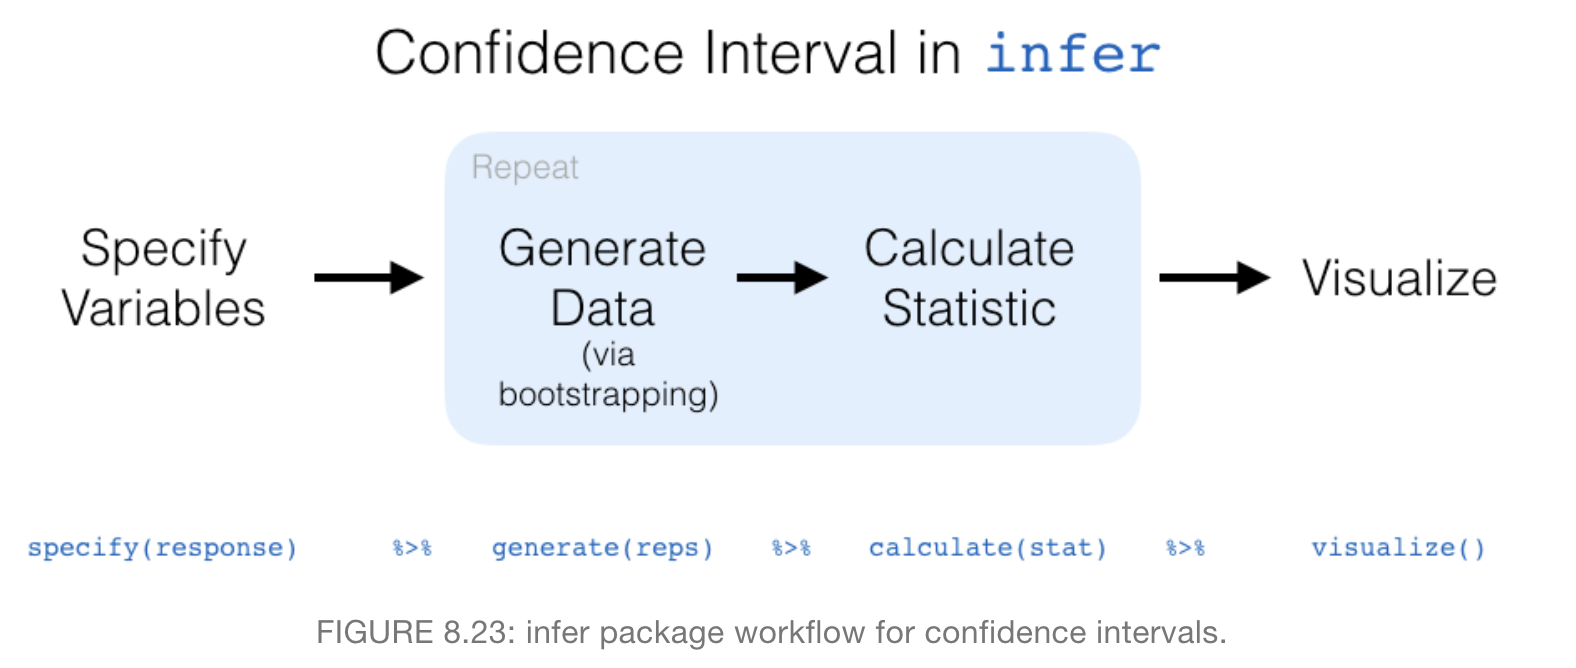 Confidence Interval in infer
Repeat
Specify
Variables
Generate
Data
(via
bootstrapping)
Calculate
Statistic
Visualize
specify(response) %>% generate(reps) %>% calculate(stat) %>% visualize()
FIGURE 8.23: infer package workflow for confidence intervals.